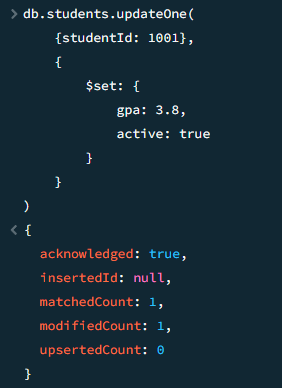 > db.students.updateOne(
    {studentId: 1001},
    {
        $set: {
            gpa: 3.8,
            active: true
        }
    }
)
< {
  acknowledged: true,
  insertedId: null,
  matchedCount: 1,
  modifiedCount: 1,
  upsertedCount: 0
}